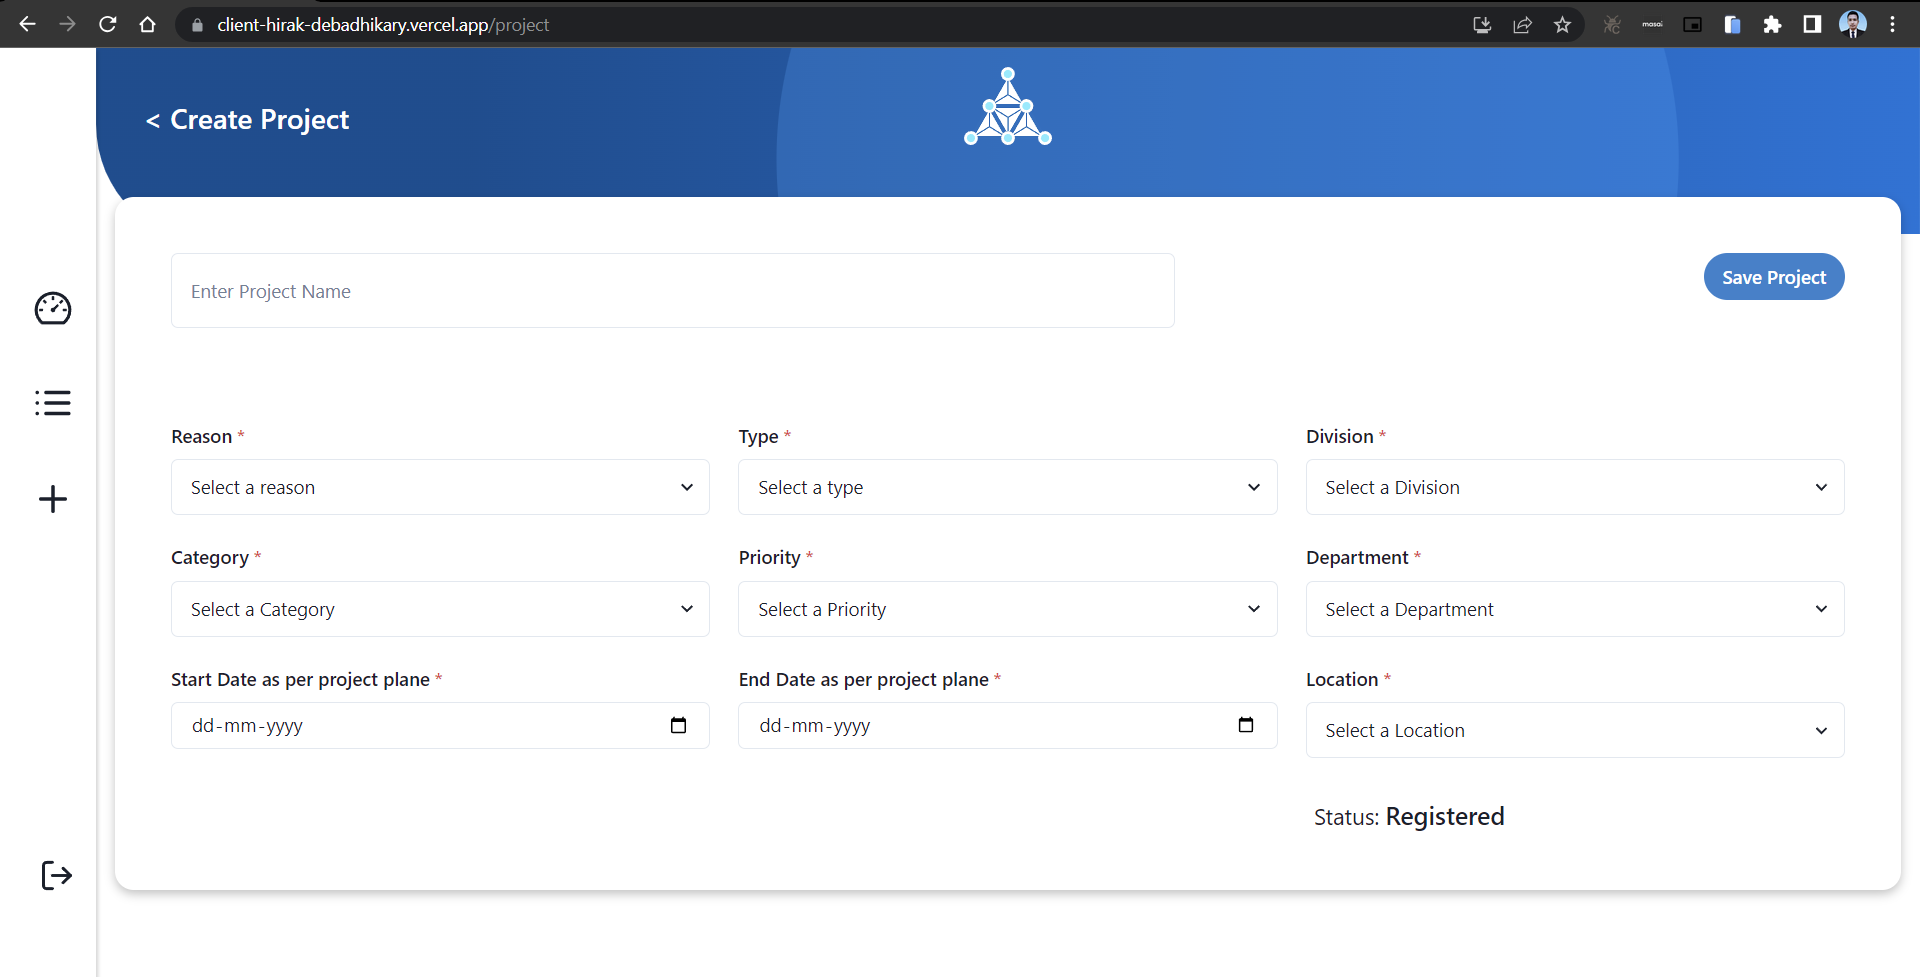 client-hirak-debadhikary.vercel.app/project
masai
< Create Project
Enter Project Name
Save Project
Reason *
Type *
Division *
Select a reason
Select a type
Select a Division
Category *
Priority *
Department *
Select a Category
Select a Priority
Select a Department
Start Date as per project plane *
End Date as per project plane *
Location *
dd-mm-yyyy
dd-mm-yyyy
Select a Location
Status: Registered